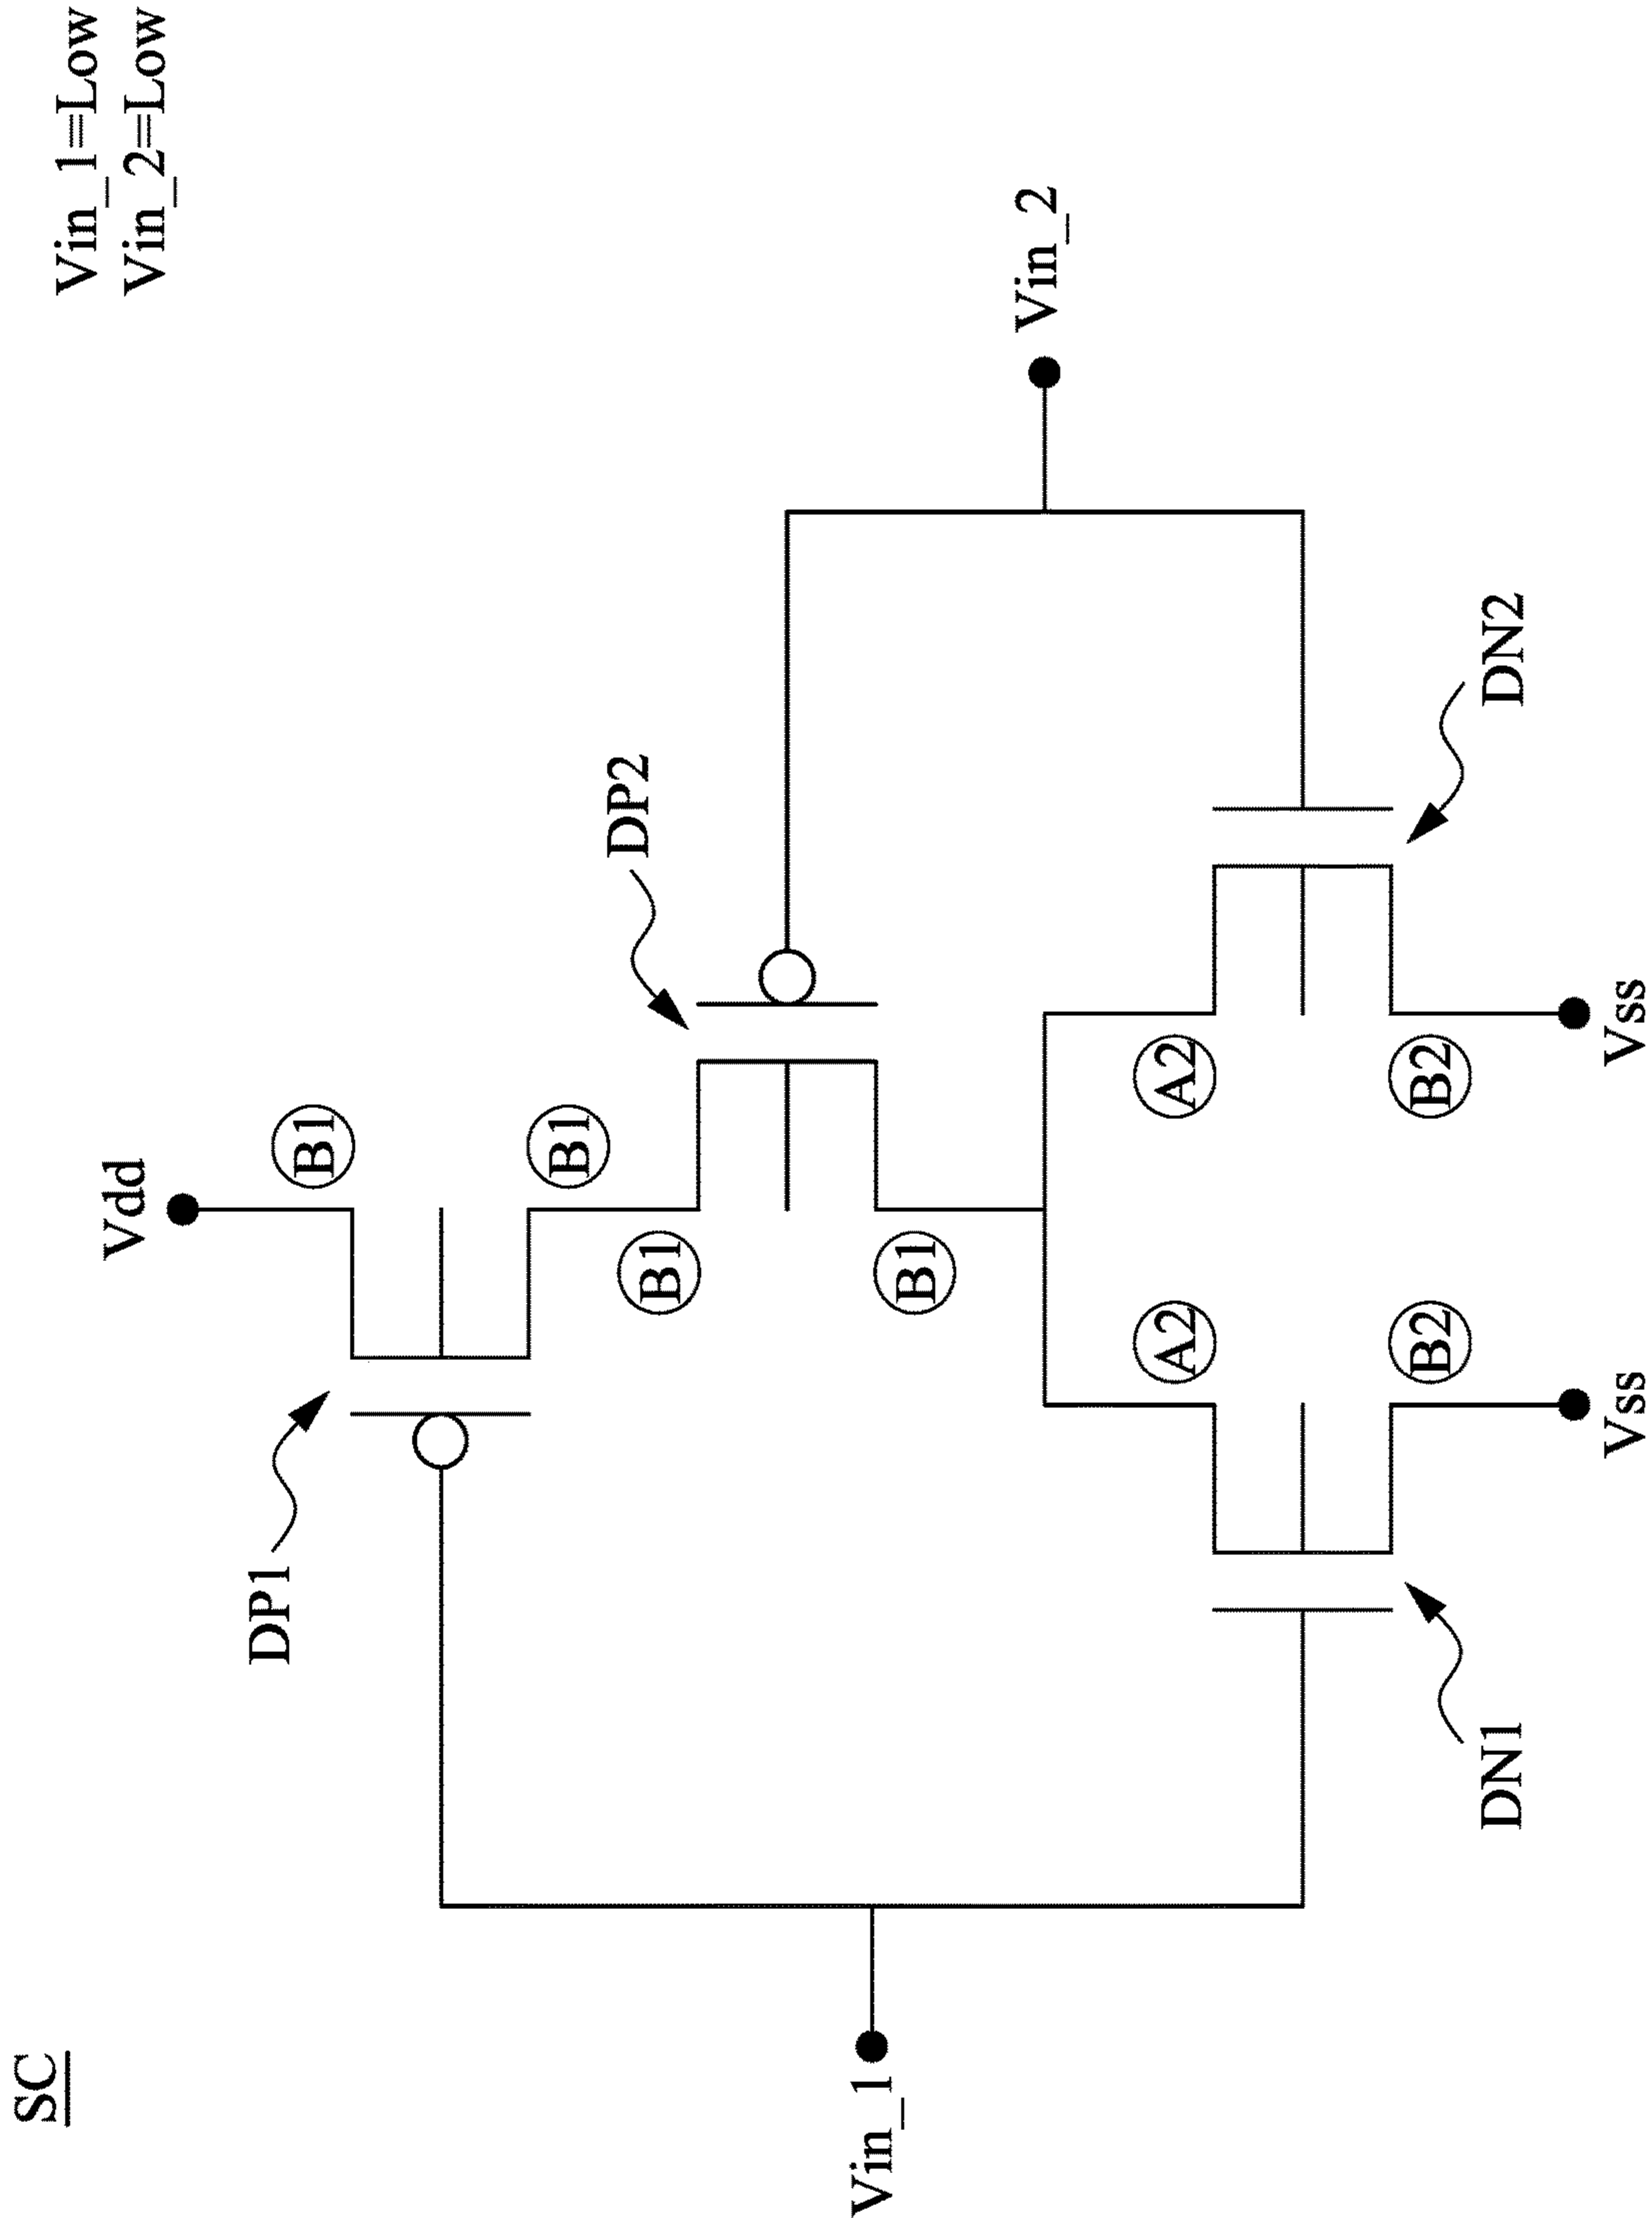 SC
Vin_1=Low
Vin_2=Low
Vdd
DP1
B1
B1
DP2
B1
B1
Vin_1
Vin_2
A2
A2
B2
B2
DN1
DN2
Vss
Vss